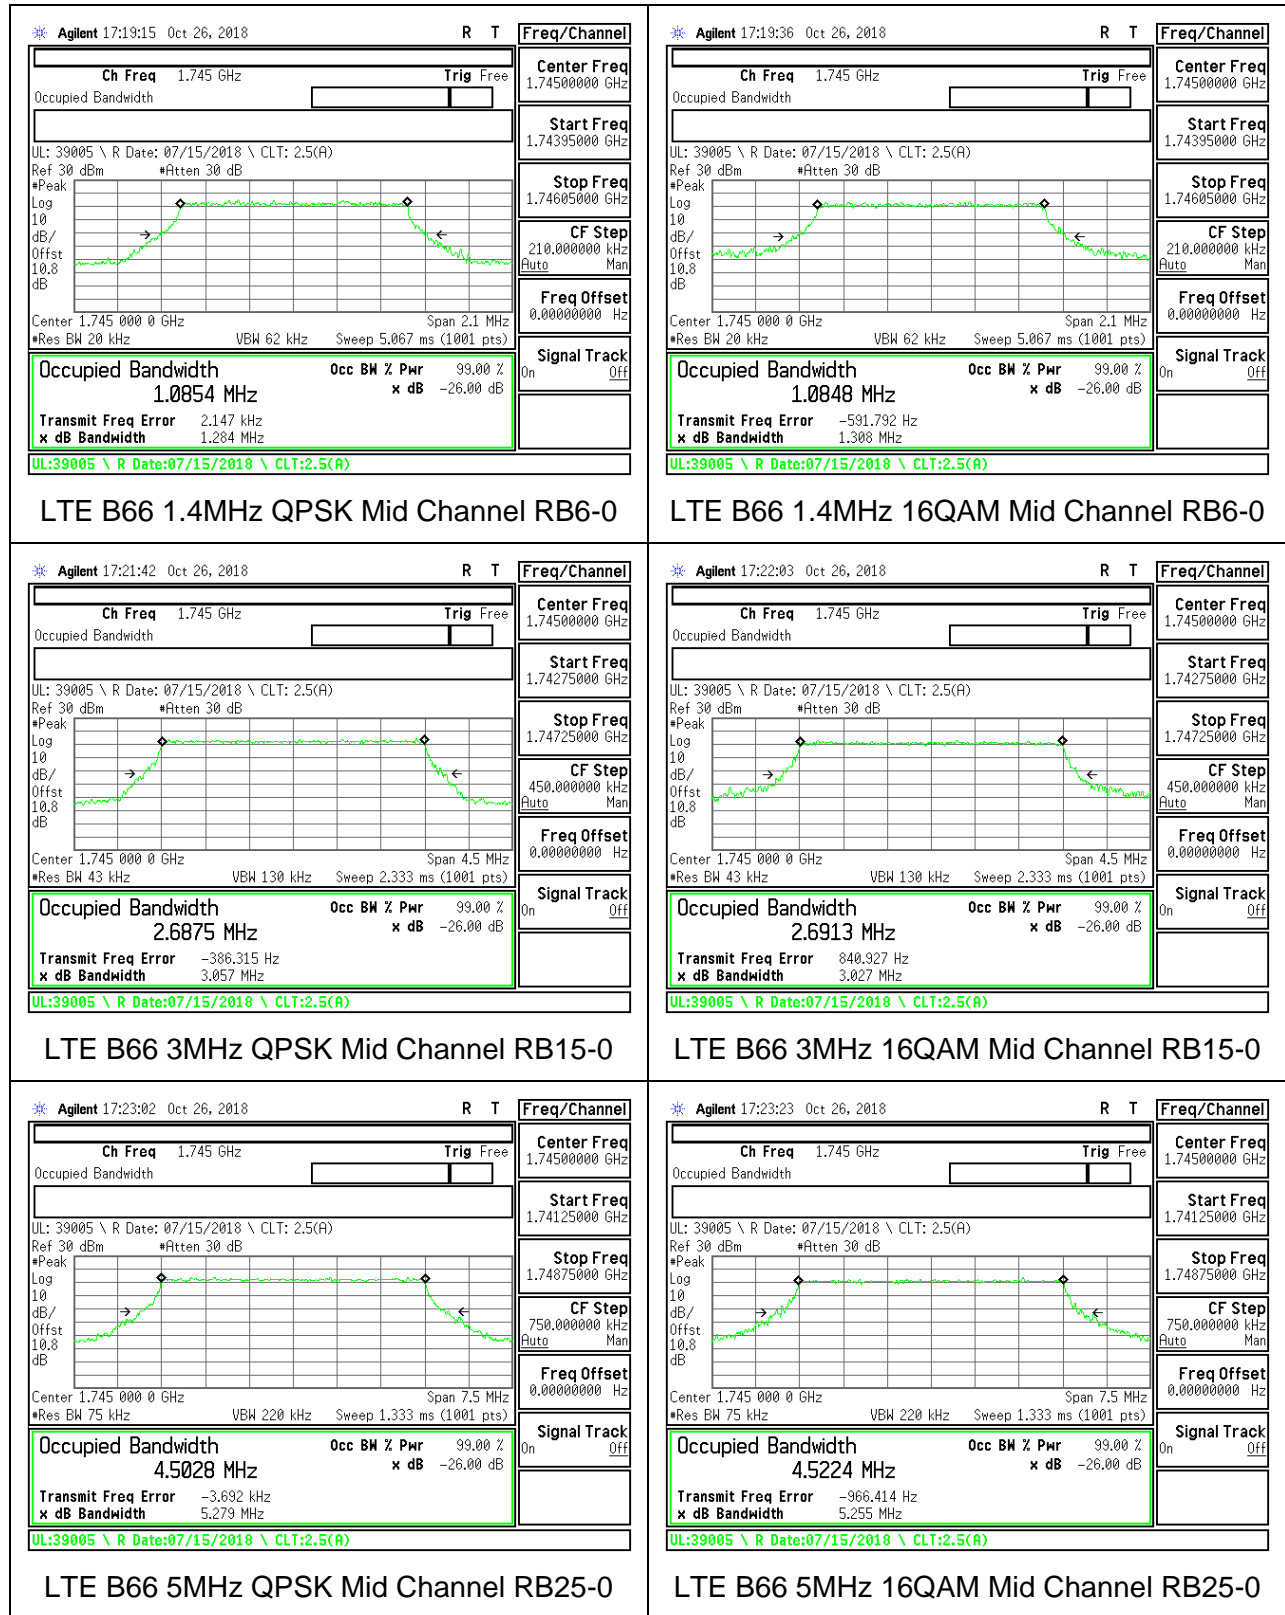 Agilent 17:19:15 Oct 26, 2018 R T Freq/Channel
Ch Freq 1.745 GHz Trig Free
Occupied Bandwidth
Center Freq
1.74500000 GHz
Start Freq
1.74395000 GHz
Stop Freq
1.74605000 GHz
CF Step
210.000000 kHz
Auto Man
Freq Offset
0.00000000 Hz
Signal Track
On Off
UL: 39005 \ R Date: 07/15/2018 \ CLT: 2.5(A)
Ref 30 dBm #Atten 30 dB
#Peak
Log
10
dB/
Offst
10.8
dB
Center 1.745 000 0 GHz Span 2.1 MHz
#Res BW 20 kHz VBW 62 kHz Sweep 5.067 ms (1001 pts)
Occupied Bandwidth Occ BW % Pwr 99.00 %
1.0854 MHz x dB -26.00 dB
Transmit Freq Error 2.147 kHz
x dB Bandwidth 1.284 MHz
UL:39005 \ R Date:07/15/2018 \ CLT:2.5(A)
LTE B66 1.4MHz QPSK Mid Channel RB6-0
Agilent 17:19:36 Oct 26, 2018 R T Freq/Channel
Ch Freq 1.745 GHz Trig Free
Occupied Bandwidth
Center Freq
1.74500000 GHz
Start Freq
1.74395000 GHz
Stop Freq
1.74605000 GHz
CF Step
210.000000 kHz
Auto Man
Freq Offset
0.00000000 Hz
Signal Track
On Off
UL: 39005 \ R Date: 07/15/2018 \ CLT: 2.5(A)
Ref 30 dBm #Atten 30 dB
#Peak
Log
10
dB/
Offst
10.8
dB
Center 1.745 000 0 GHz Span 2.1 MHz
#Res BW 20 kHz VBW 62 kHz Sweep 5.067 ms (1001 pts)
Occupied Bandwidth Occ BW % Pwr 99.00 %
1.0848 MHz x dB -26.00 dB
Transmit Freq Error -591.792 Hz
x dB Bandwidth 1.308 MHz
UL:39005 \ R Date:07/15/2018 \ CLT:2.5(A)
LTE B66 1.4MHz 16QAM Mid Channel RB6-0
Agilent 17:21:42 Oct 26, 2018 R T Freq/Channel
Ch Freq 1.745 GHz Trig Free
Occupied Bandwidth
Center Freq
1.74500000 GHz
Start Freq
1.74275000 GHz
Stop Freq
1.74725000 GHz
CF Step
450.000000 kHz
Auto Man
Freq Offset
0.00000000 Hz
Signal Track
On Off
UL: 39005 \ R Date: 07/15/2018 \ CLT: 2.5(A)
Ref 30 dBm #Atten 30 dB
#Peak
Log
10
dB/
Offst
10.8
dB
Center 1.745 000 0 GHz Span 4.5 MHz
#Res BW 43 kHz VBW 130 kHz Sweep 2.333 ms (1001 pts)
Occupied Bandwidth Occ BW % Pwr 99.00 %
2.6875 MHz x dB -26.00 dB
Transmit Freq Error -386.315 Hz
x dB Bandwidth 3.057 MHz
UL:39005 \ R Date:07/15/2018 \ CLT:2.5(A)
LTE B66 3MHz QPSK Mid Channel RB15-0
Agilent 17:22:03 Oct 26, 2018 R T Freq/Channel
Ch Freq 1.745 GHz Trig Free
Occupied Bandwidth
Center Freq
1.74500000 GHz
Start Freq
1.74275000 GHz
Stop Freq
1.74725000 GHz
CF Step
450.000000 kHz
Auto Man
Freq Offset
0.00000000 Hz
Signal Track
On Off
UL: 39005 \ R Date: 07/15/2018 \ CLT: 2.5(A)
Ref 30 dBm #Atten 30 dB
#Peak
Log
10
dB/
Offst
10.8
dB
Center 1.745 000 0 GHz Span 4.5 MHz
#Res BW 43 kHz VBW 130 kHz Sweep 2.333 ms (1001 pts)
Occupied Bandwidth Occ BW % Pwr 99.00 %
2.6913 MHz x dB -26.00 dB
Transmit Freq Error 840.927 Hz
x dB Bandwidth 3.027 MHz
UL:39005 \ R Date:07/15/2018 \ CLT:2.5(A)
LTE B66 3MHz 16QAM Mid Channel RB15-0
Agilent 17:23:02 Oct 26, 2018 R T Freq/Channel
Ch Freq 1.745 GHz Trig Free
Occupied Bandwidth
Center Freq
1.74500000 GHz
Start Freq
1.74125000 GHz
Stop Freq
1.74875000 GHz
CF Step
750.000000 kHz
Auto Man
Freq Offset
0.00000000 Hz
Signal Track
On Off
UL: 39005 \ R Date: 07/15/2018 \ CLT: 2.5(A)
Ref 30 dBm #Atten 30 dB
#Peak
Log
10
dB/
Offst
10.8
dB
Center 1.745 000 0 GHz Span 7.5 MHz
#Res BW 75 kHz VBW 220 kHz Sweep 1.333 ms (1001 pts)
Occupied Bandwidth Occ BW % Pwr 99.00 %
4.5028 MHz x dB -26.00 dB
Transmit Freq Error -3.692 kHz
x dB Bandwidth 5.279 MHz
UL:39005 \ R Date:07/15/2018 \ CLT:2.5(A)
LTE B66 5MHz QPSK Mid Channel RB25-0
Agilent 17:23:23 Oct 26, 2018 R T Freq/Channel
Ch Freq 1.745 GHz Trig Free
Occupied Bandwidth
Center Freq
1.74500000 GHz
Start Freq
1.74125000 GHz
Stop Freq
1.74875000 GHz
CF Step
750.000000 kHz
Auto Man
Freq Offset
0.00000000 Hz
Signal Track
On Off
UL: 39005 \ R Date: 07/15/2018 \ CLT: 2.5(A)
Ref 30 dBm #Atten 30 dB
#Peak
Log
10
dB/
Offst
10.8
dB
Center 1.745 000 0 GHz Span 7.5 MHz
#Res BW 75 kHz VBW 220 kHz Sweep 1.333 ms (1001 pts)
Occupied Bandwidth Occ BW % Pwr 99.00 %
4.5224 MHz x dB -26.00 dB
Transmit Freq Error -966.414 Hz
x dB Bandwidth 5.255 MHz
UL:39005 \ R Date:07/15/2018 \ CLT:2.5(A)
LTE B66 5MHz 16QAM Mid Channel RB25-0